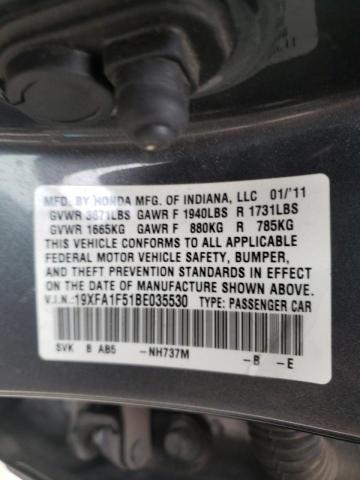 MFD. BY HONDA MFG. OF INDIANA, LLC 01/'11
GVWR 3671LBS GAWR F 1940LBS R 1731LBS
GVWR 1665KG GAWR F 880KG R 785KG
THIS VEHICLE CONFORMS TO ALL APPLICABLE
FEDERAL MOTOR VEHICLE SAFETY, BUMPER,
AND THEFT PREVENTION STANDARDS IN EFFECT
ON THE DATE OF MANUFACTURE SHOWN ABOVE.
V.I.N.: 19XFA1F51BE035530 TYPE: PASSENGER CAR
SVK B AB5 -NH737M -B -E